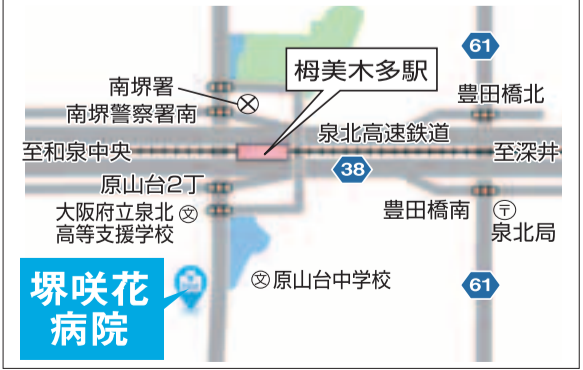 61
栂美木多駅
南堺署
豊田橋北
南堺警察署南
泉北高速鉄道
至和泉中央
至深井
38
原山台2丁
大阪府立泉北
高等支援学校
文
豊田橋南
〒
泉北局
堺咲花
病院
文
原山台中学校
61